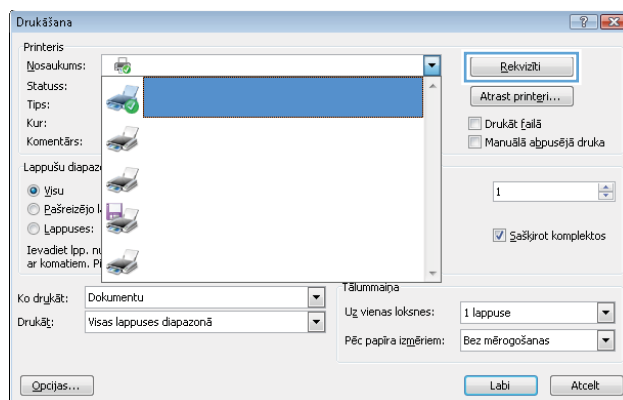 Drukāšana
Printeris
Nosaukums:
Rekvizīti
Statuss:
Tips:
Atrast printeri...
Kur:
Drukāt failā
Komentārs:
Manuālā abpusējā druka
Lappušu diapaz
Visu
1
Pašreizējo l
Lappuses:
Sašķirot komplektos
Ievadiet lpp. nu
ar komatiem. Pi
Tālummaiņa
Ko drukāt: Dokumentu
Uz vienas loksnes: 1 lappuse
Drukāt: Visas lappuses diapazonā
Pēc papīra izmēriem: Bez mērogošanas
Opcijas...
Labi
Atcelt